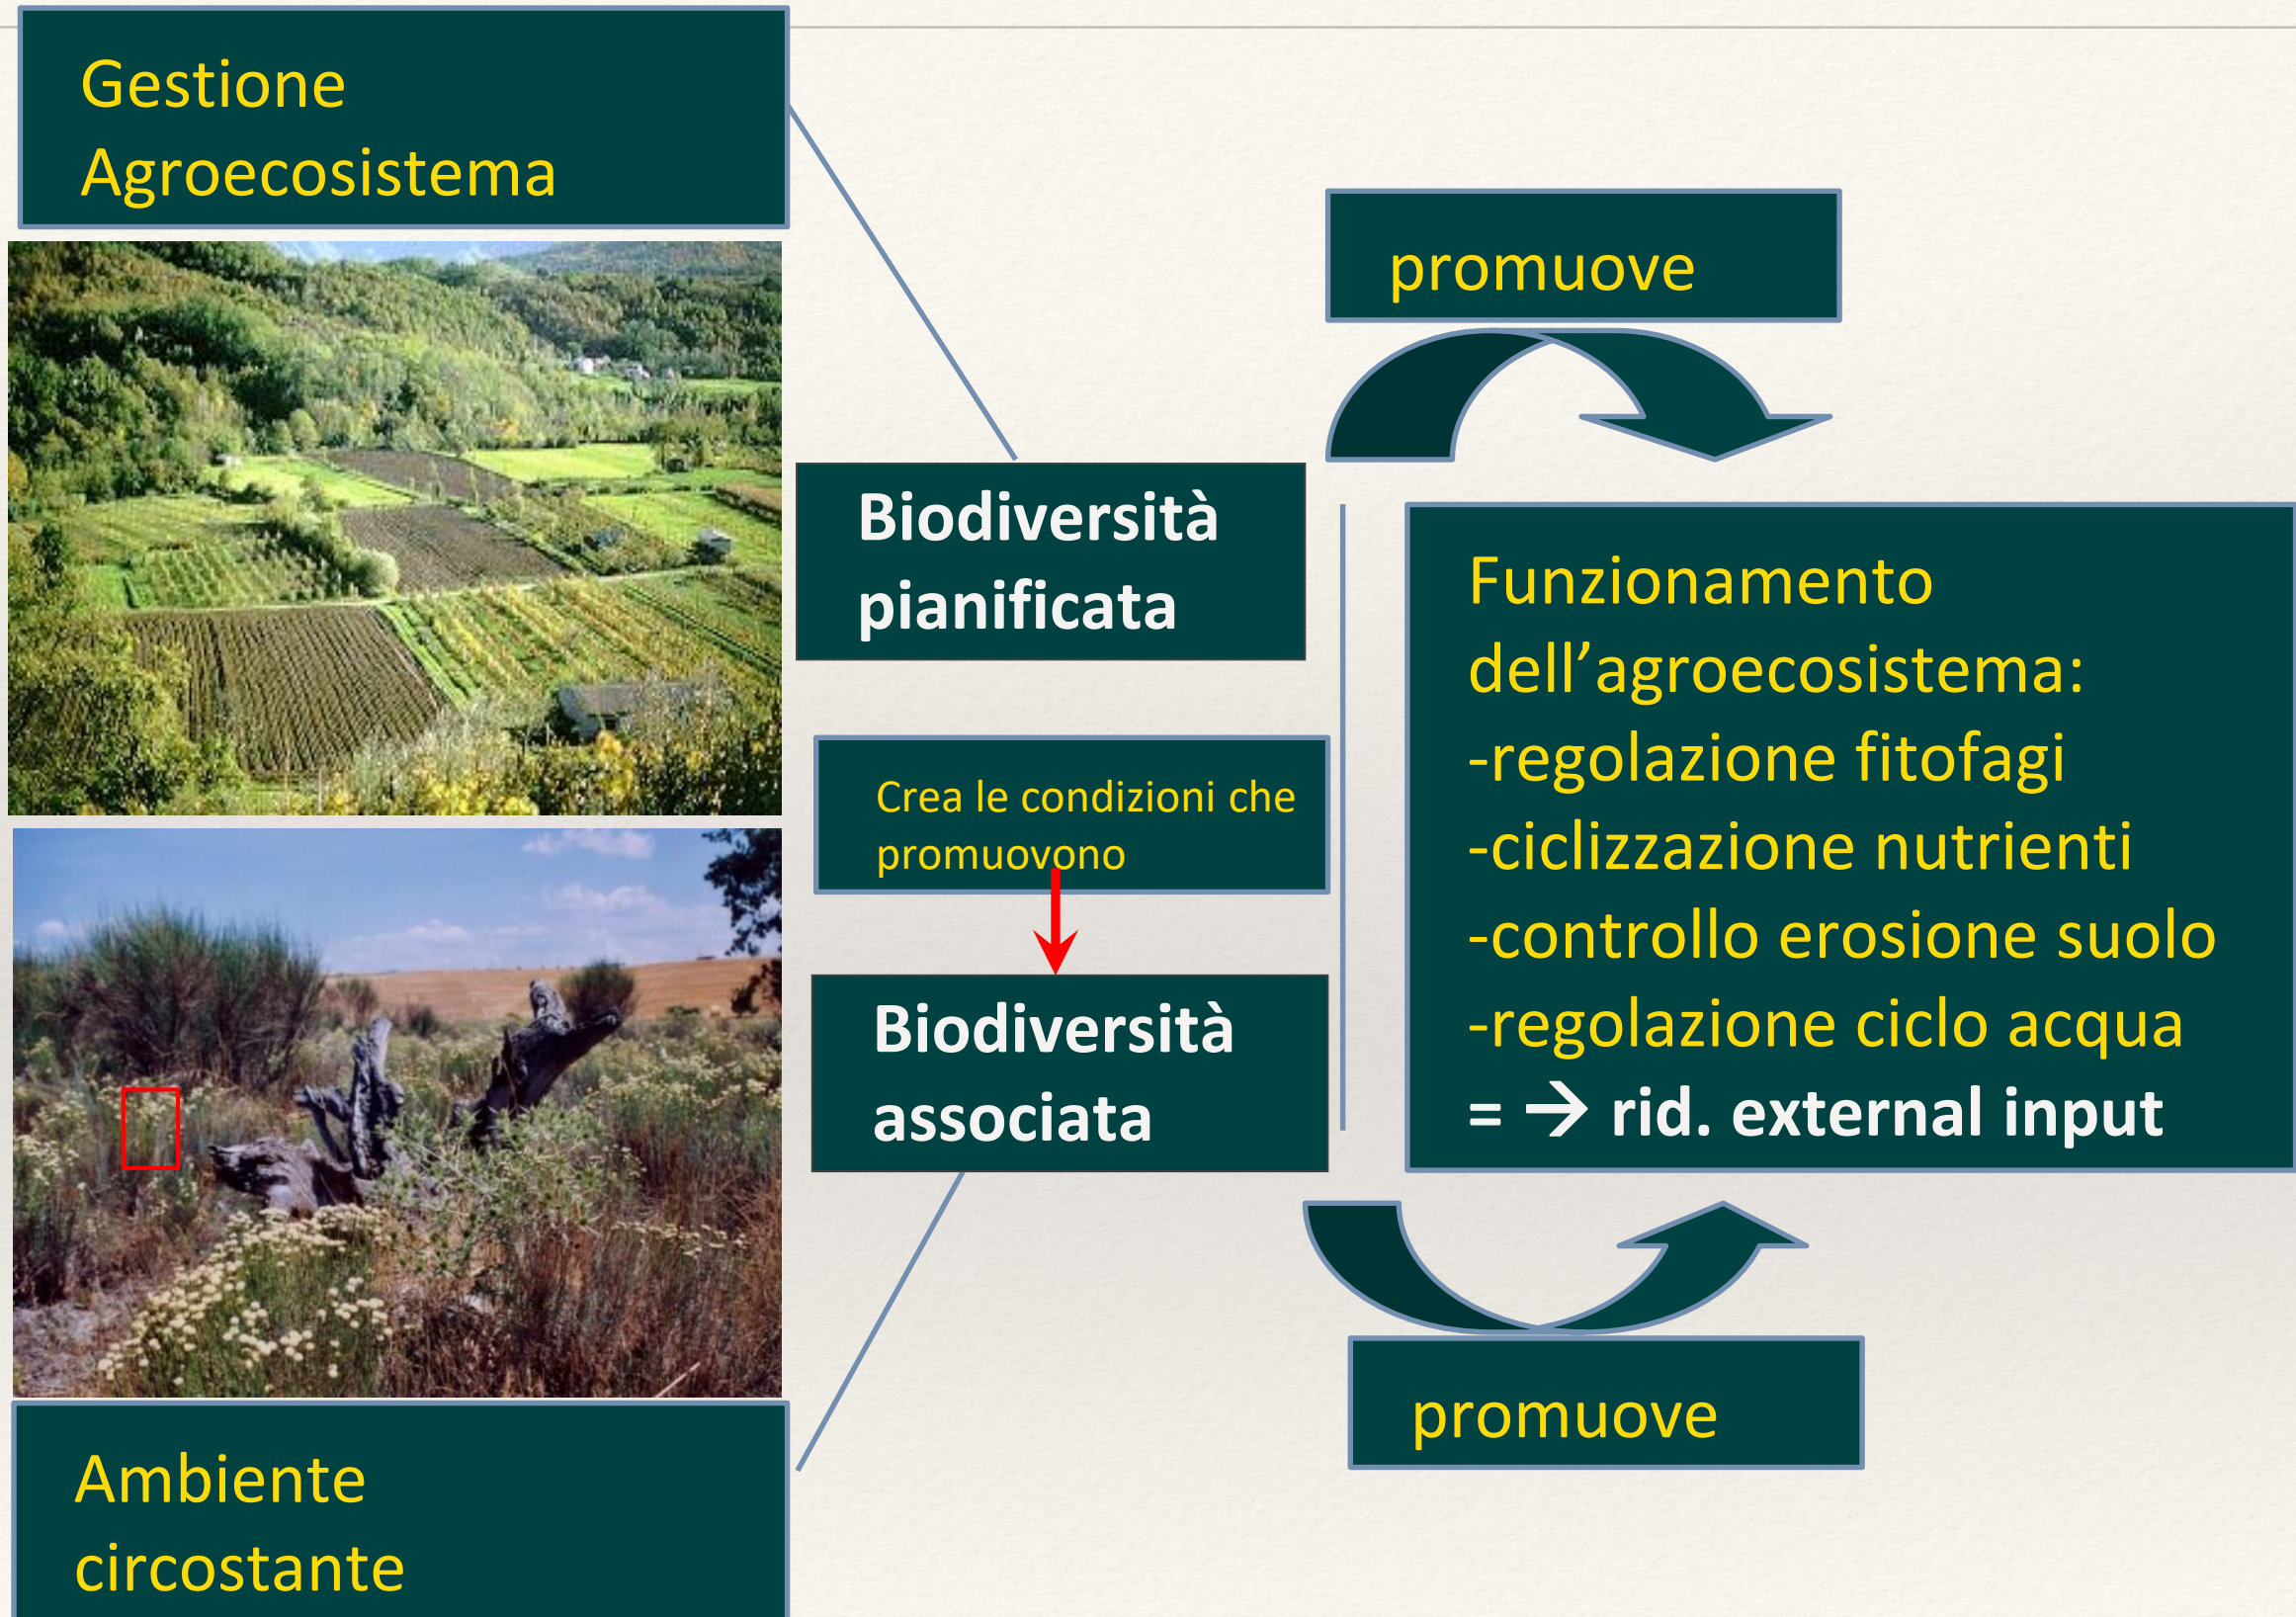 Gestione
Agroecosistema
promuove
Biodiversità
pianificata
Crea le condizioni che
promuovono
Biodiversità
associata
Funzionamento
dell’agroecosistema:
-regolazione fitofagi
-ciclizzazione nutrienti
-controllo erosione suolo
-regolazione ciclo acqua
= → rid. external input
promuove
Ambiente
circostante